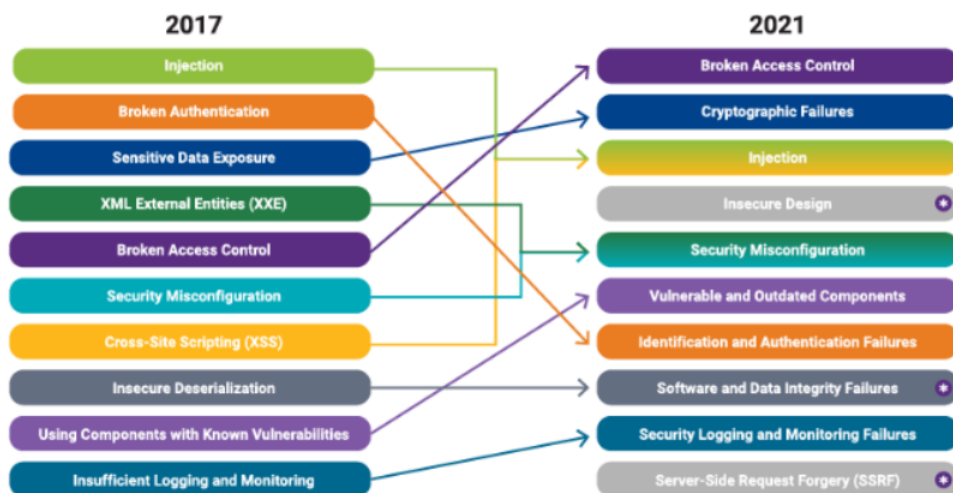 2017
2021
Injection
Broken Access Control
Broken Authentication
Cryptographic Failures
Sensitive Data Exposure
Injection
XML External Entities (XXE)
Insecure Design
Broken Access Control
Security Misconfiguration
Security Misconfiguration
Vulnerable and Outdated Components
Cross-Site Scripting (XSS)
Identification and Authentication Failures
Insecure Deserialization
Software and Data Integrity Failures
Using Components with Known Vulnerabilities
Security Logging and Monitoring Failures
Insufficient Logging and Monitoring
Server-Side Request Forgery (SSRF)